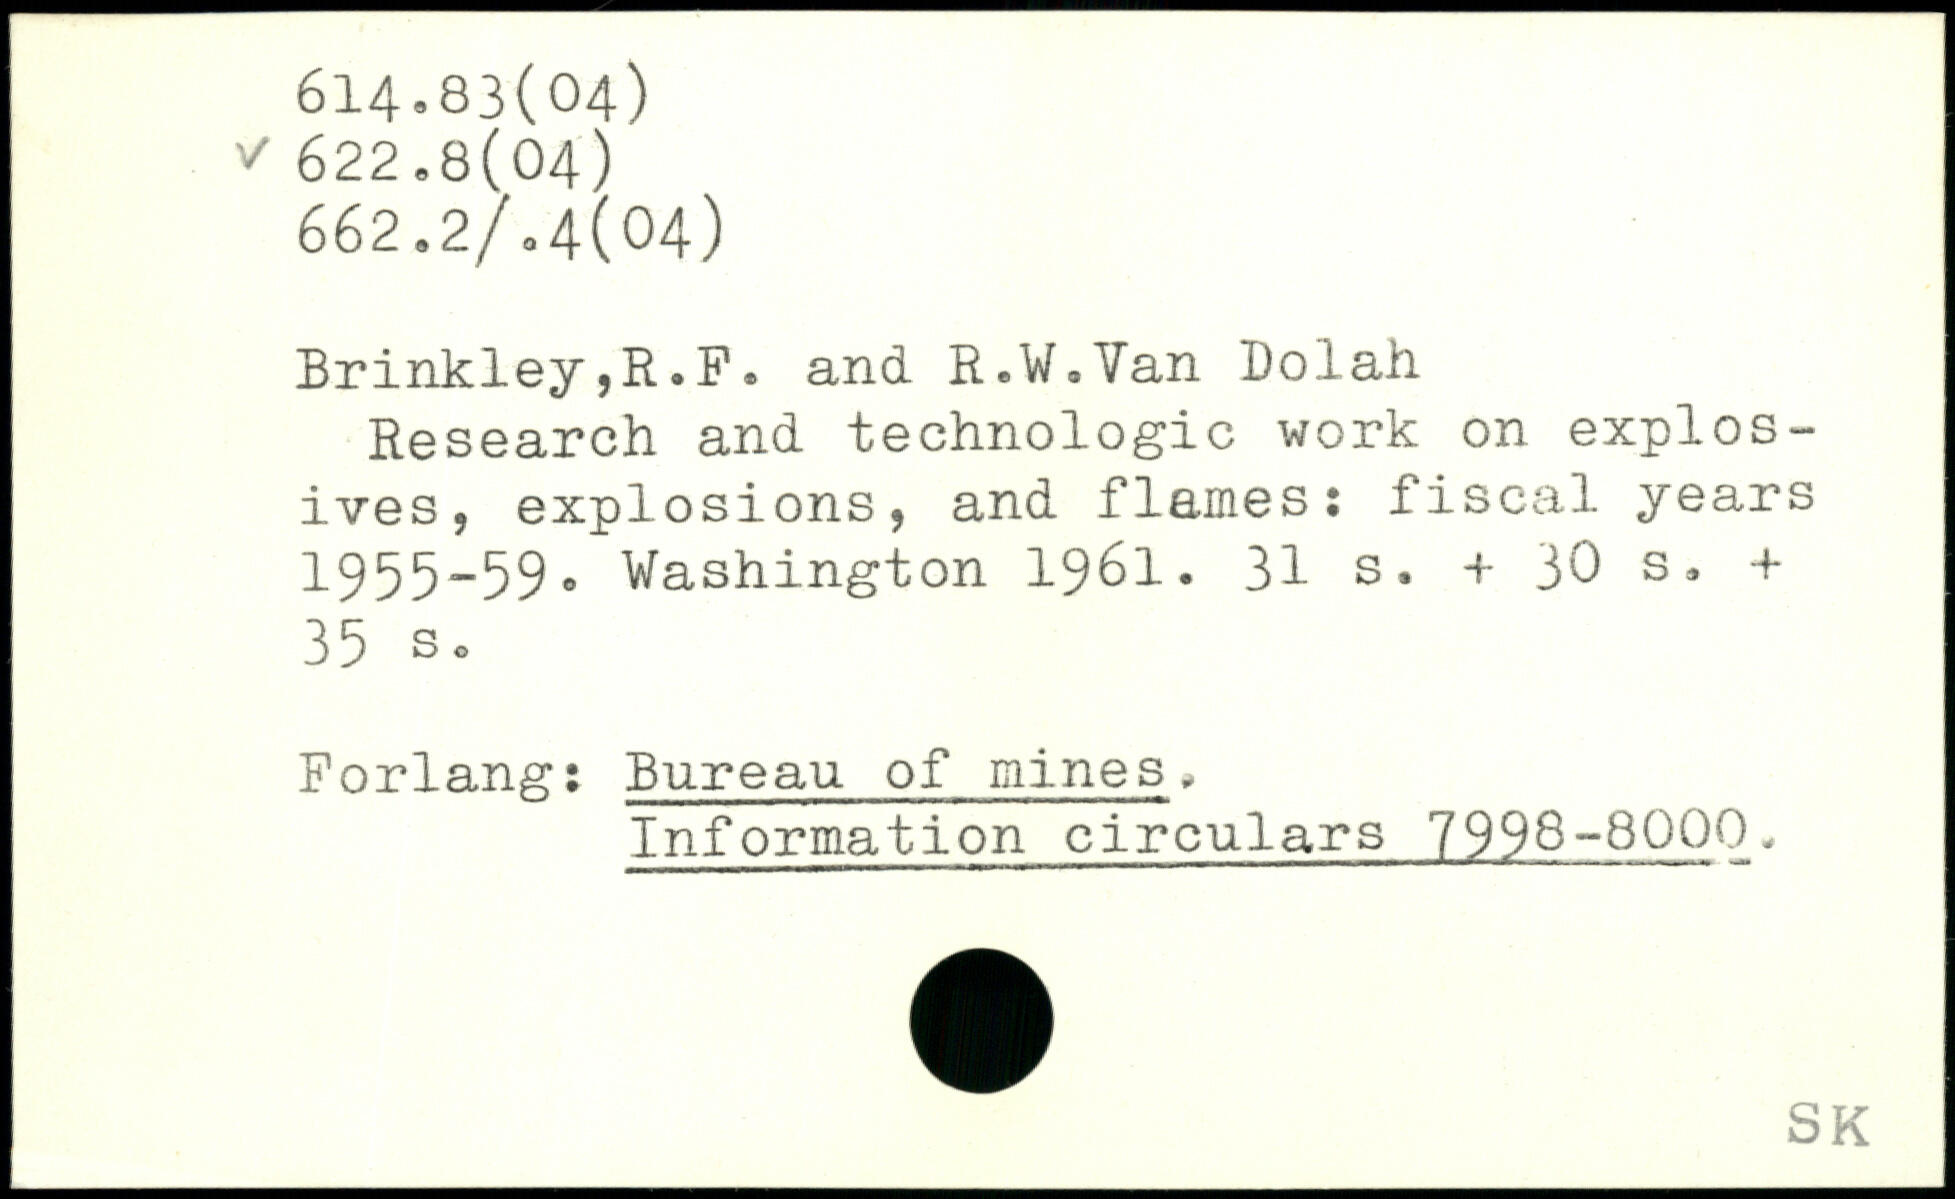 614.83(04)
✓ 622.8(04)
662.2/.4(04)
Brinkley,R.F. and R.W.Van Dolah
Research and technologic work on explos-
ives, explosions, and flames: fiscal years
1955-59. Washington 1961. 31 s. + 30 s. +
35 s.
Forlang: Bureau of mines.
Information circulars 7998-8000.
SK